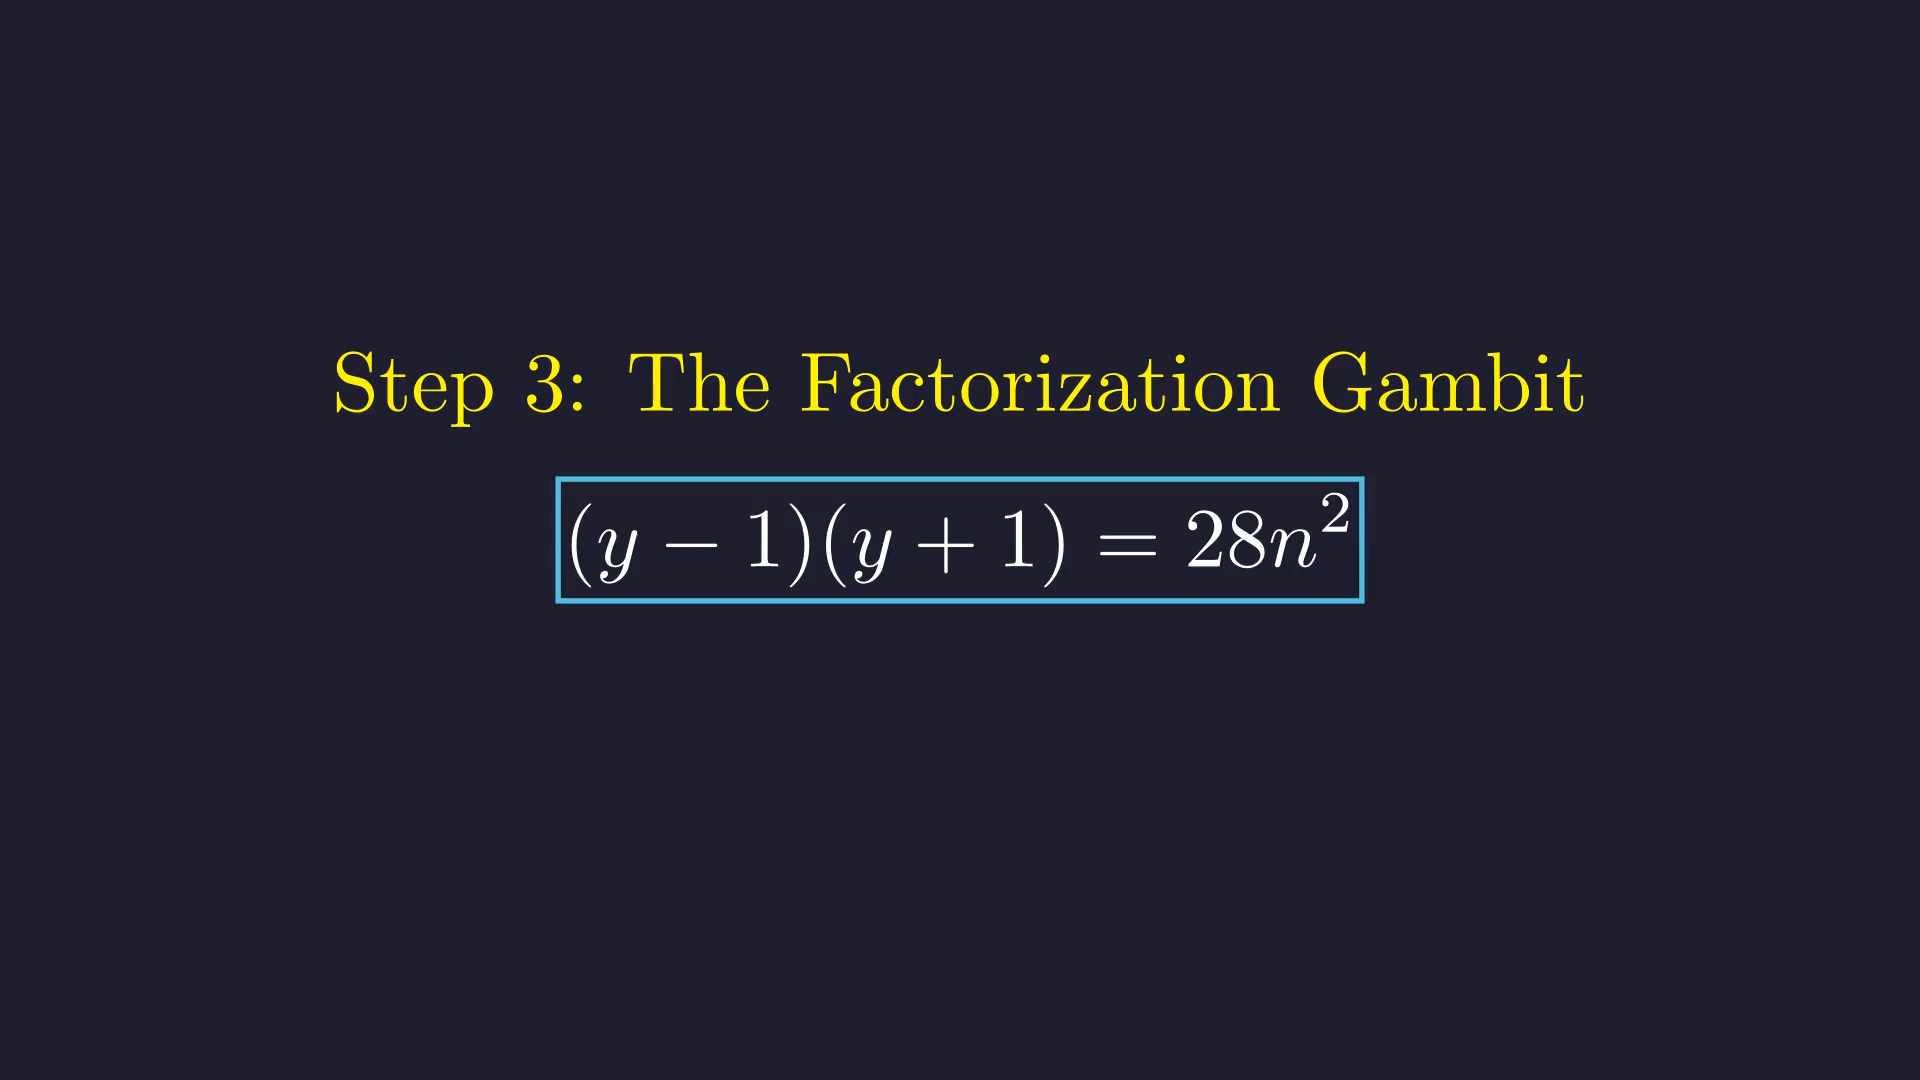 Step 3: The Factorization Gambit
(y − 1)(y + 1) = 28n²